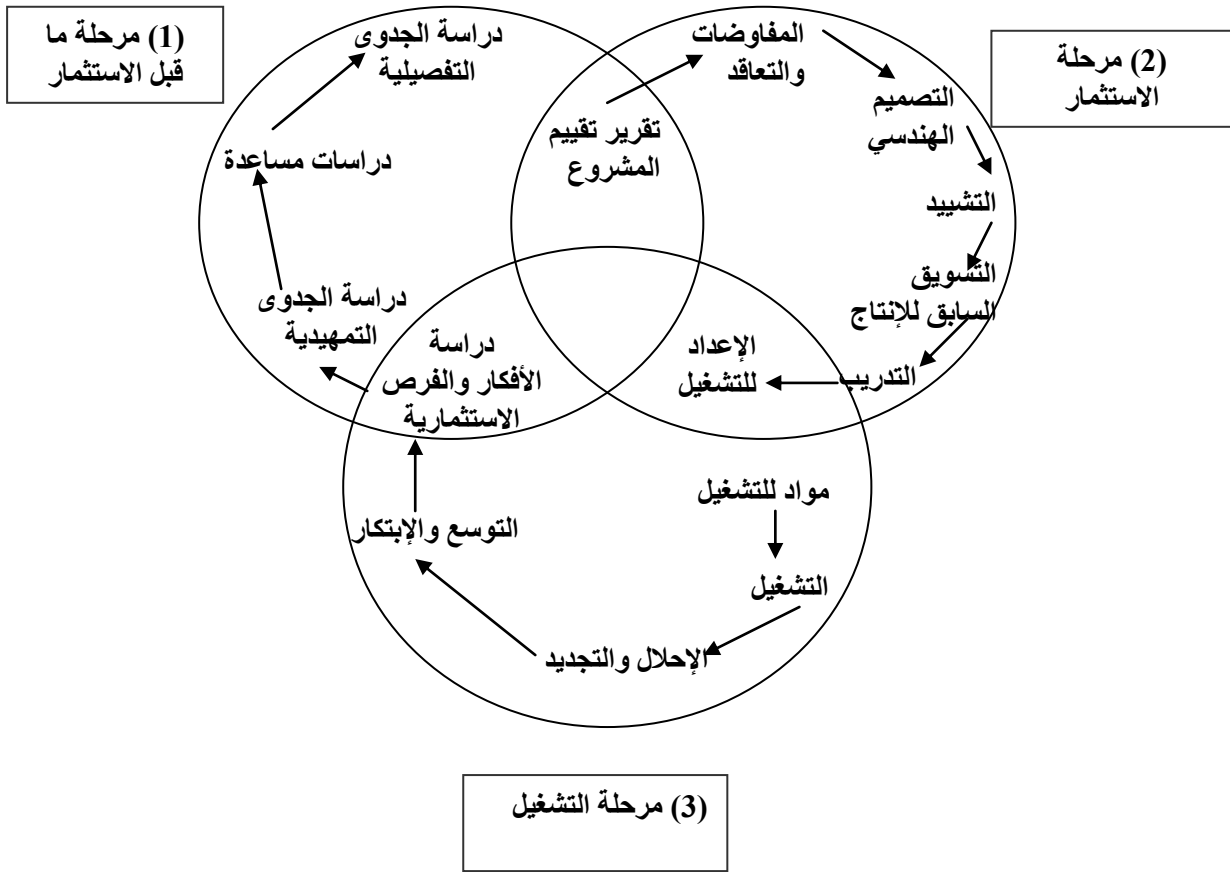 (1) مرحلة ما
قبل الاستثمار
دراسة الجدوى
التفصيلية
دراسات مساعدة
دراسة الجدوى
التمهيدية
دراسة
الأفكار والفرص
الاستثمارية
تقرير تقييم
المشروع
(2) مرحلة
الاستثمار
المفاوضات
والتعاقد
التصميم
الهندسي
التشييد
التسويق
السابق للإنتاج
التدريب
الإعداد
للتشغيل
مواد للتشغيل
التشغيل
الإحلال والتجديد
التوسع والإبتكار
(3) مرحلة التشغيل